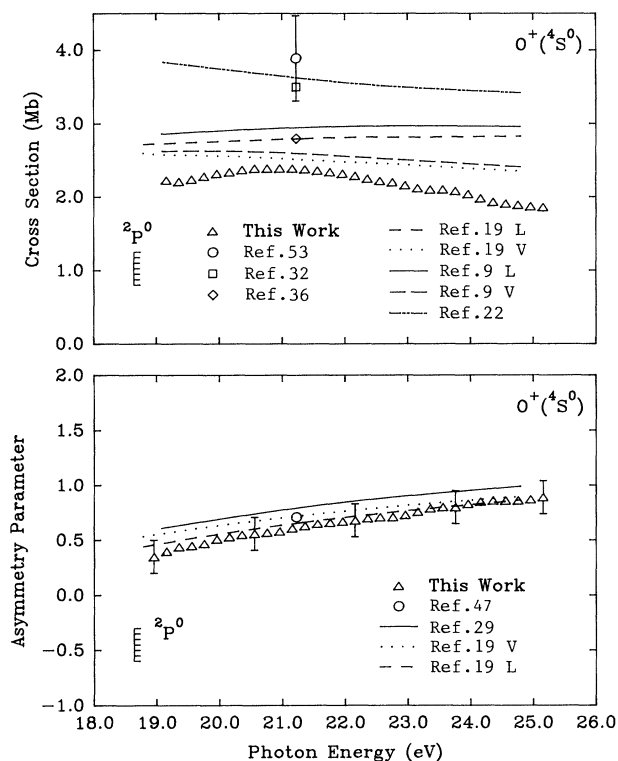 O⁺(⁴S⁰)
Cross Section (Mb)
4.0
3.0
2.0
1.0
0.0
²P⁰
This Work
Ref.53
Ref.32
Ref.36
Ref.19 L
Ref.19 V
Ref.9 L
Ref.9 V
Ref.22
O⁺(⁴S⁰)
Asymmetry Parameter
2.0
1.5
1.0
0.5
0.0
−0.5
−1.0
²P⁰
This Work
Ref.47
Ref.29
Ref.19 V
Ref.19 L
18.0 19.0 20.0 21.0 22.0 23.0 24.0 25.0 26.0
Photon Energy (eV)